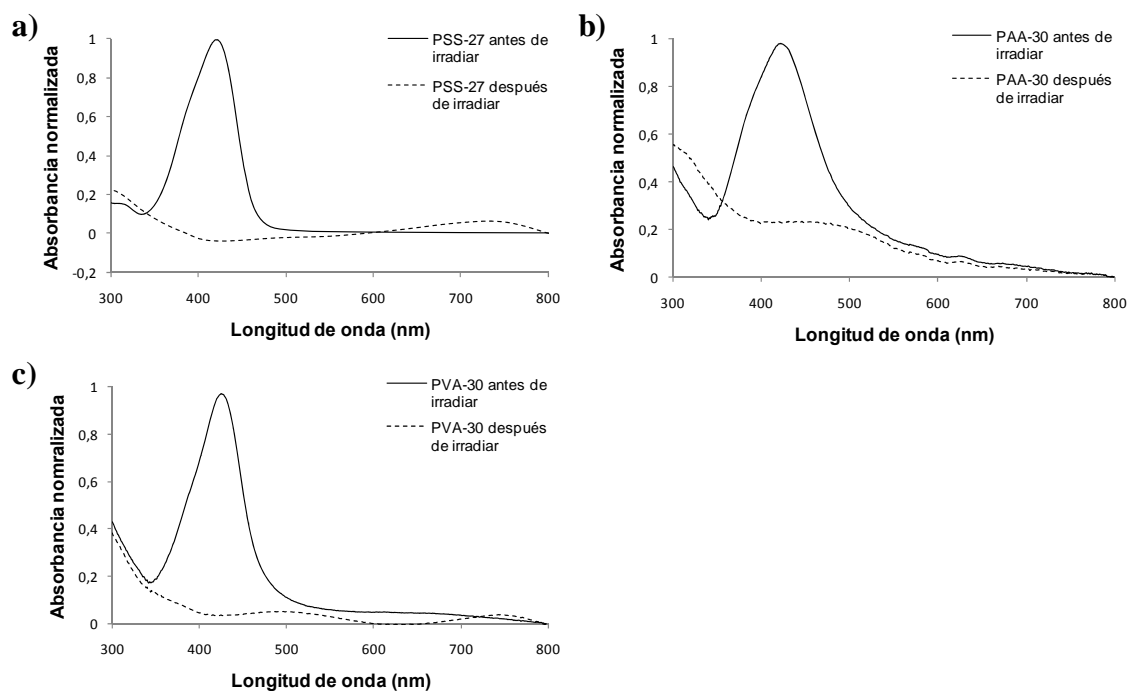 a)
Absorbancia normalizada
1
0,8
0,6
0,4
0,2
0
-0,2
300
400
500
600
700
800
Longitud de onda (nm)
PSS-27 antes de
irradiar
PSS-27 después
de irradiar
b)
Absorbancia normalizada
1
0,8
0,6
0,4
0,2
0
300
400
500
600
700
800
Longitud de onda (nm)
PAA-30 antes de
irradiar
PAA-30 después
de irradiar
c)
Absorbancia nomralizada
1
0,8
0,6
0,4
0,2
0
300
400
500
600
700
800
Longitud de onda (nm)
PVA-30 antes de
irradiar
PVA-30 después
de irradiar